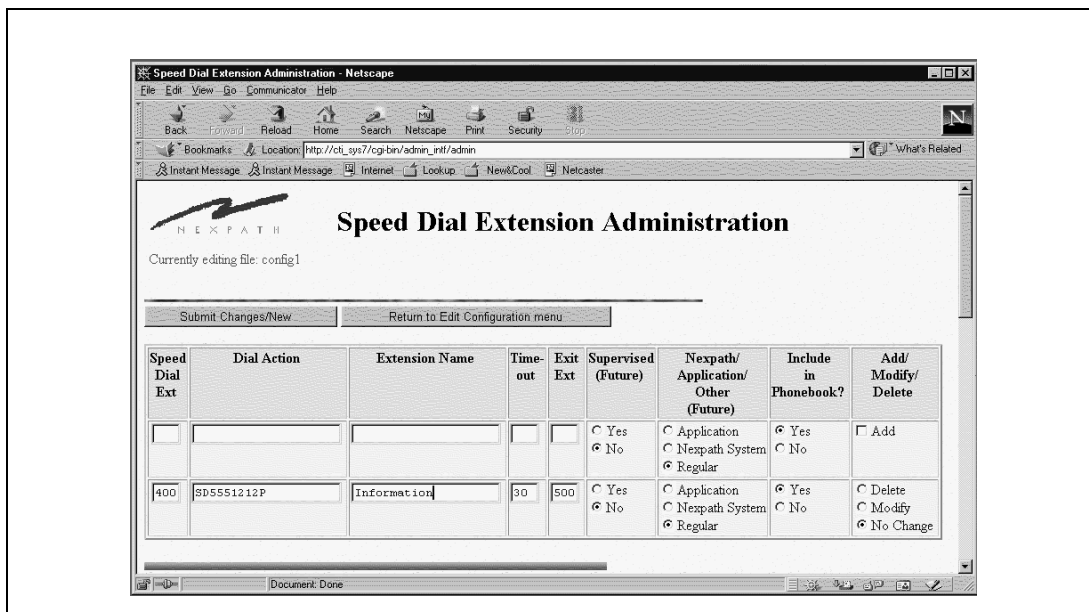 Speed Dial Extension Administration - Netscape
File Edit View Go Communicator Help
Back Forward Reload Home Search Netscape Print Security Stop
My
N
Bookmarks Location: http://cti_sys7/cgi-bin/admin_intf/admin What's Related
Instant Message Instant Message Internet Lookup New&Cool Netcaster
NEXPATH
Speed Dial Extension Administration
Currently editing file: config1
Submit Changes/New Return to Edit Configuration menu
Speed Dial Ext Dial Action Extension Name Time-out Exit Ext Supervised (Future) Nexpath/ Application/ Other (Future) Include in Phonebook? Add/ Modify/ Delete
Yes Application Yes Add
No Nexpath System No
Regular
400 SD5551212P Information 30 500 Yes Application Yes Delete
No Nexpath System No Modify
Regular No Change
Document: Done